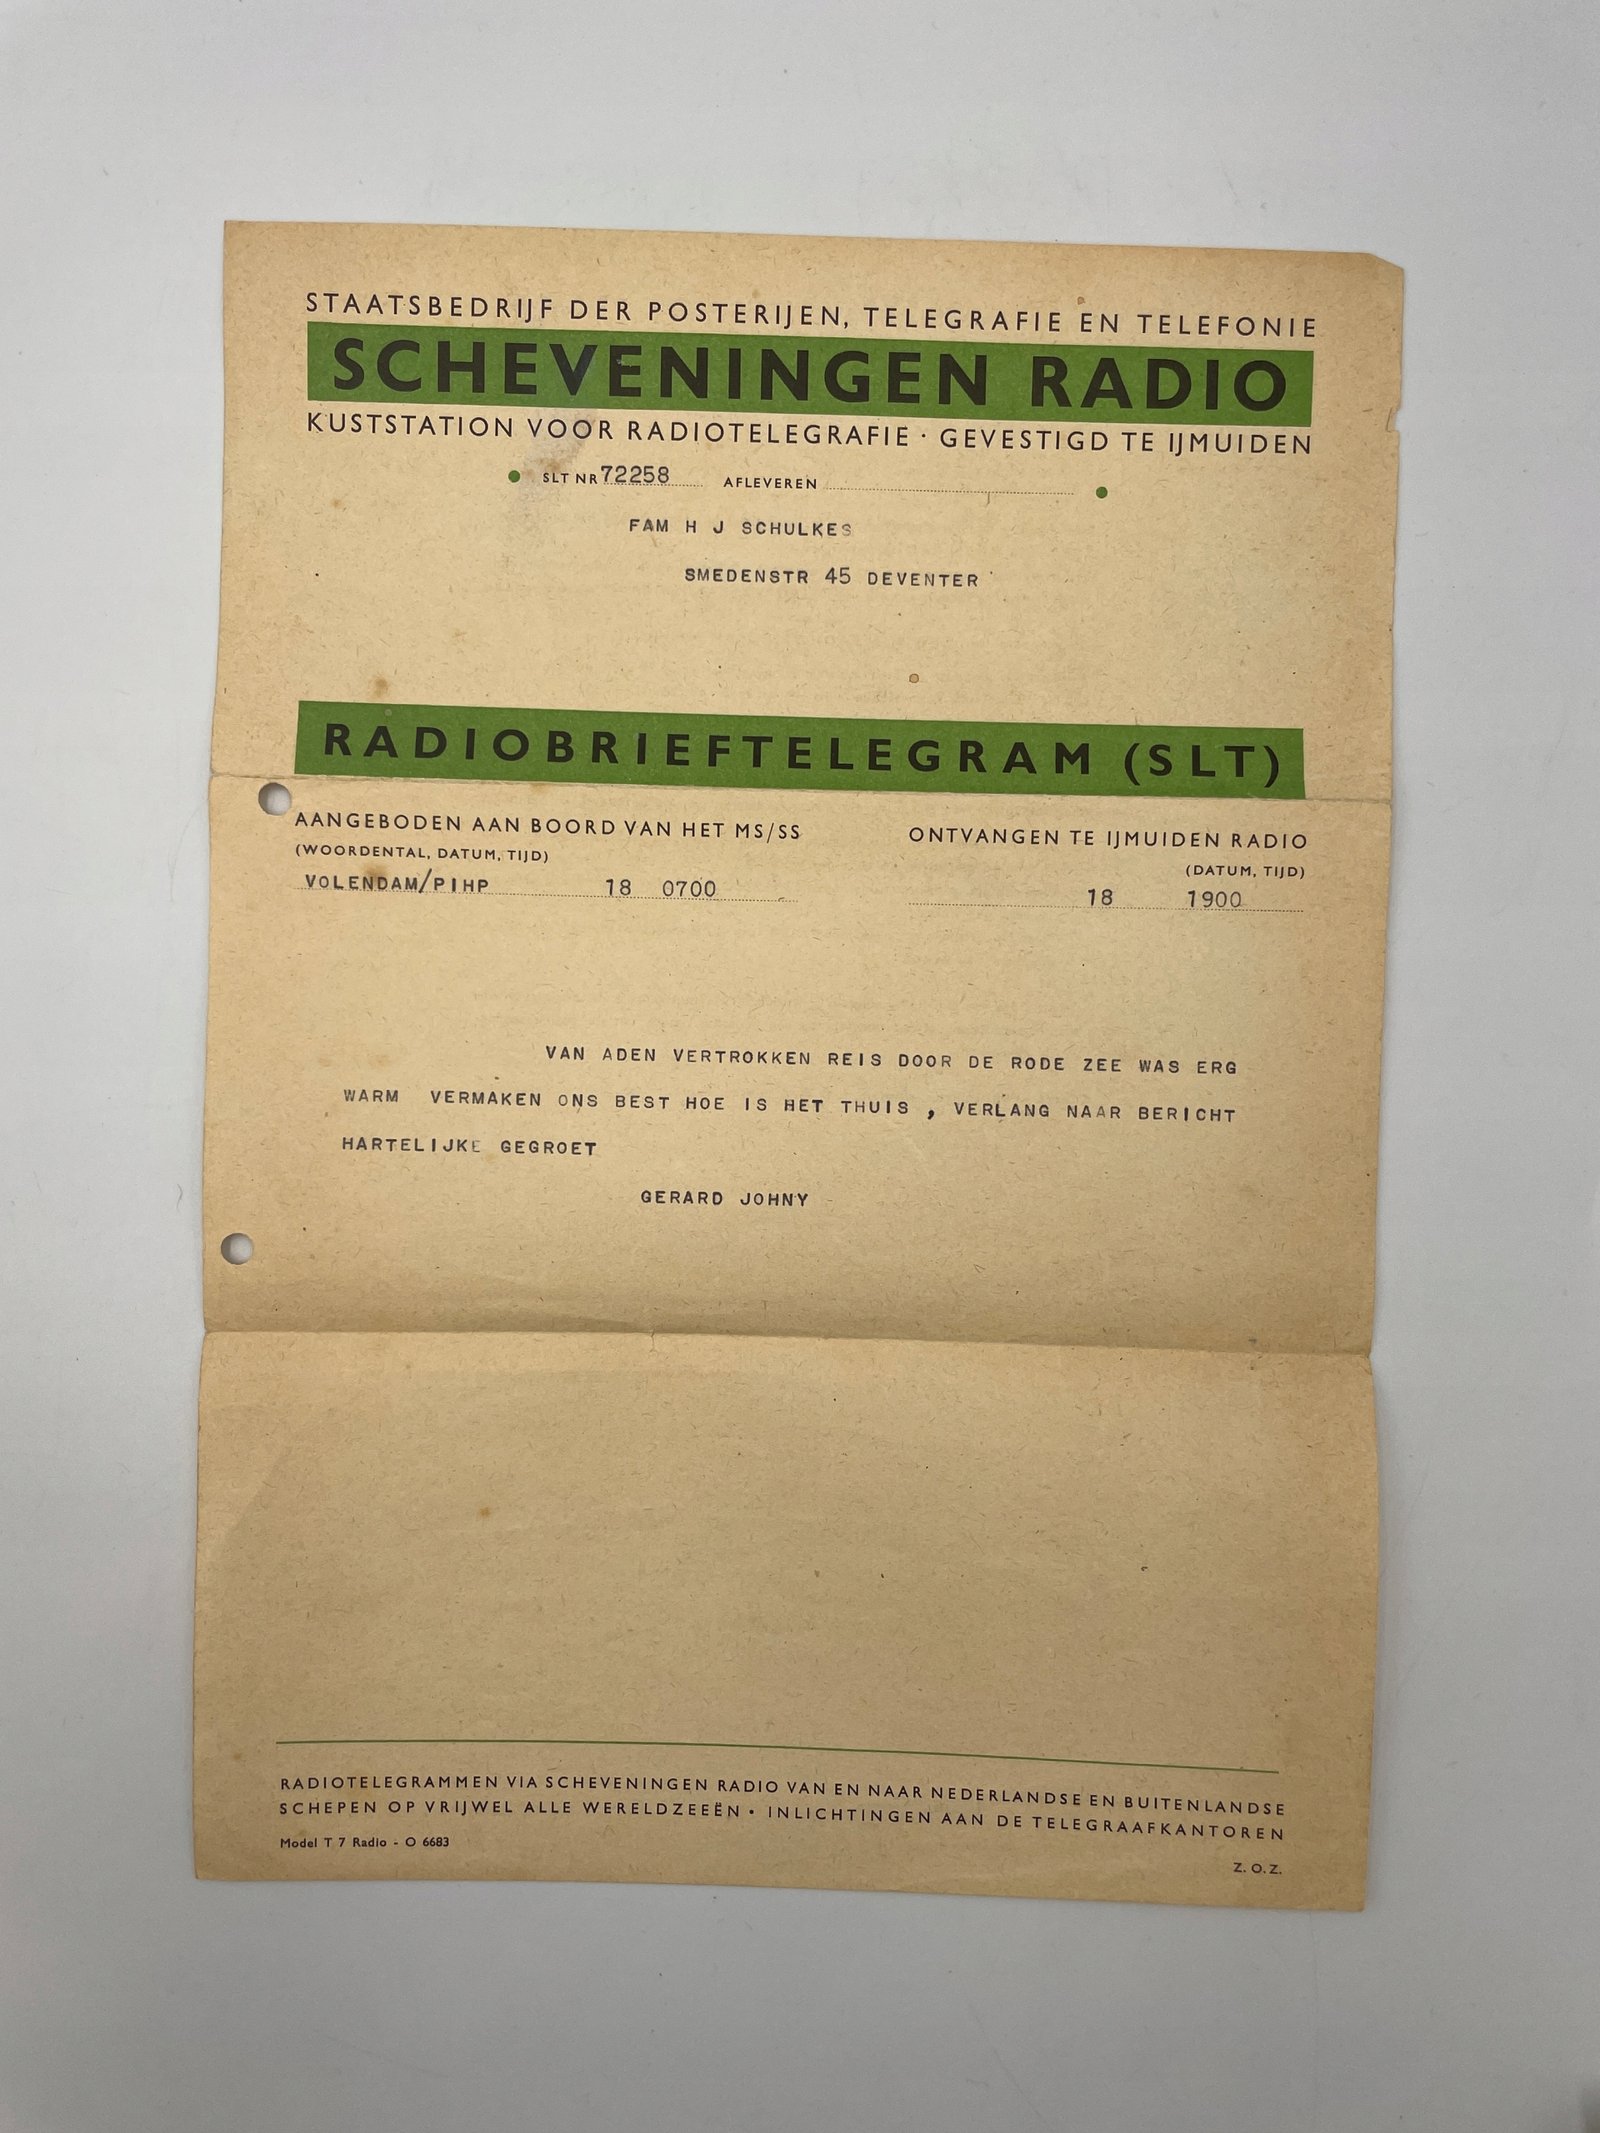 STAATSBEDRIJF DER POSTERIJEN, TELEGRAFIE EN TELEFONIE
SCHEVENINGEN RADIO
KUSTSTATION VOOR RADIOTELEGRAFIE · GEVESTIGD TE IJMUIDEN
SLT NR 72258 AFLEVEREN
FAM H J SCHULKES
SMEDENSTR 45 DEVENTER
RADIOBRIEFTELEGRAM (SLT)
AANGEBODEN AAN BOORD VAN HET MS/SS ONTVANGEN TE IJMUIDEN RADIO
(WOORDENTAL, DATUM, TIJD) (DATUM, TIJD)
VOLENDAM/PIHP 18 0700 18 1900
VAN ADEN VERTROKKEN REIS DOOR DE RODE ZEE WAS ERG
WARM VERMAKEN ONS BEST HOE IS HET THUIS , VERLANG NAAR BERICHT
HARTELIJKE GEGROET
GERARD JOHNY
RADIOTELEGRAMMEN VIA SCHEVENINGEN RADIO VAN EN NAAR NEDERLANDSE EN BUITENLANDSE
SCHEPEN OP VRIJWEL ALLE WERELDZEEËN · INLICHTINGEN AAN DE TELEGRAAFKANTOREN
Model T 7 Radio - O 6683
Z. O. Z.